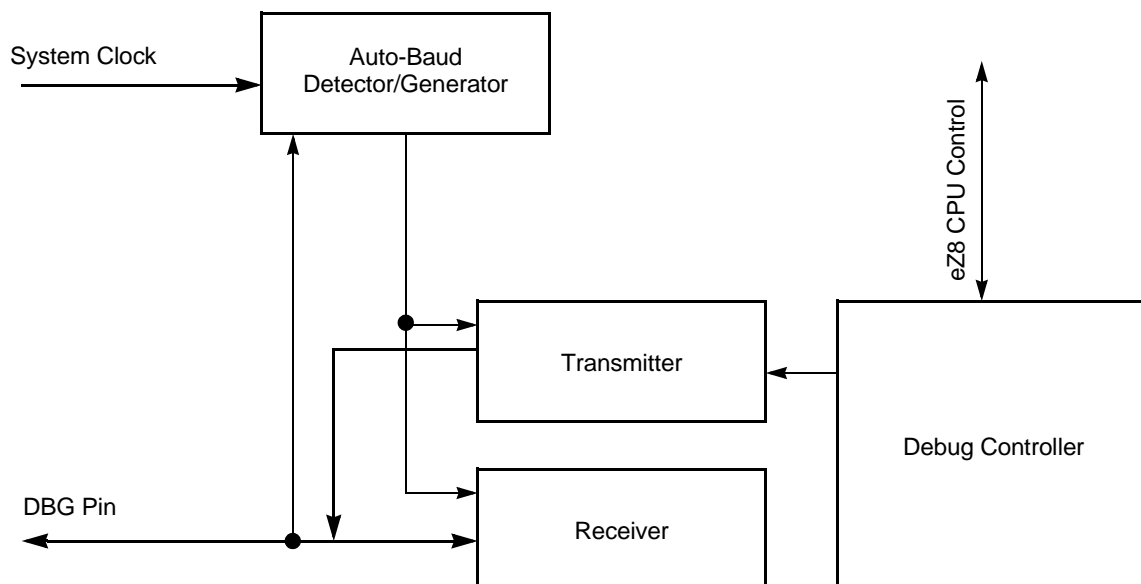 System Clock
Auto-Baud
Detector/Generator
eZ8 CPU Control
Transmitter
Debug Controller
DBG Pin
Receiver